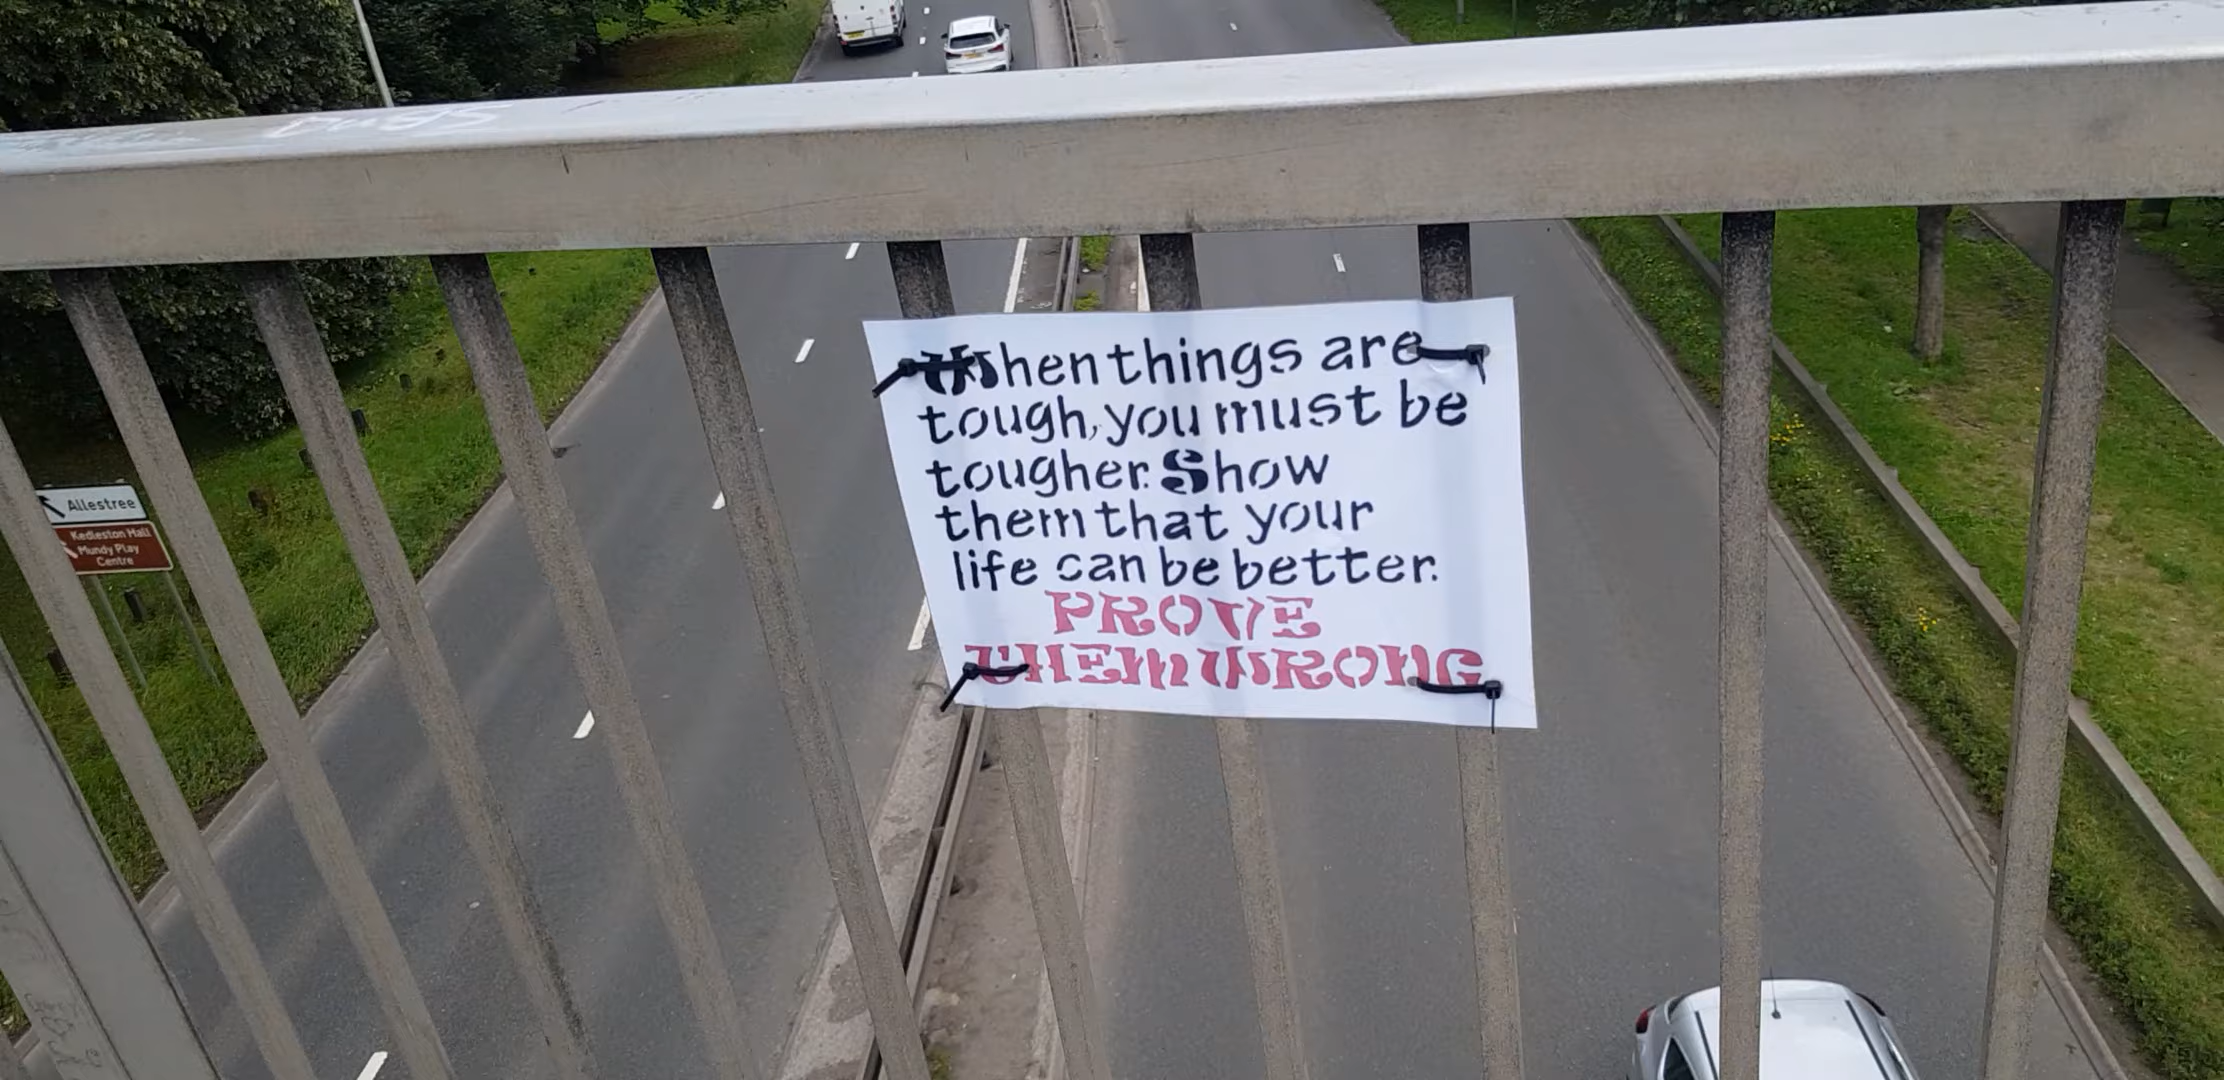 When things are
tough, you must be
tougher. Show
them that your
life can be better.
PROVE
THEM WRONG
Allestree
Kedleston Hall
Mundy Play
Centre